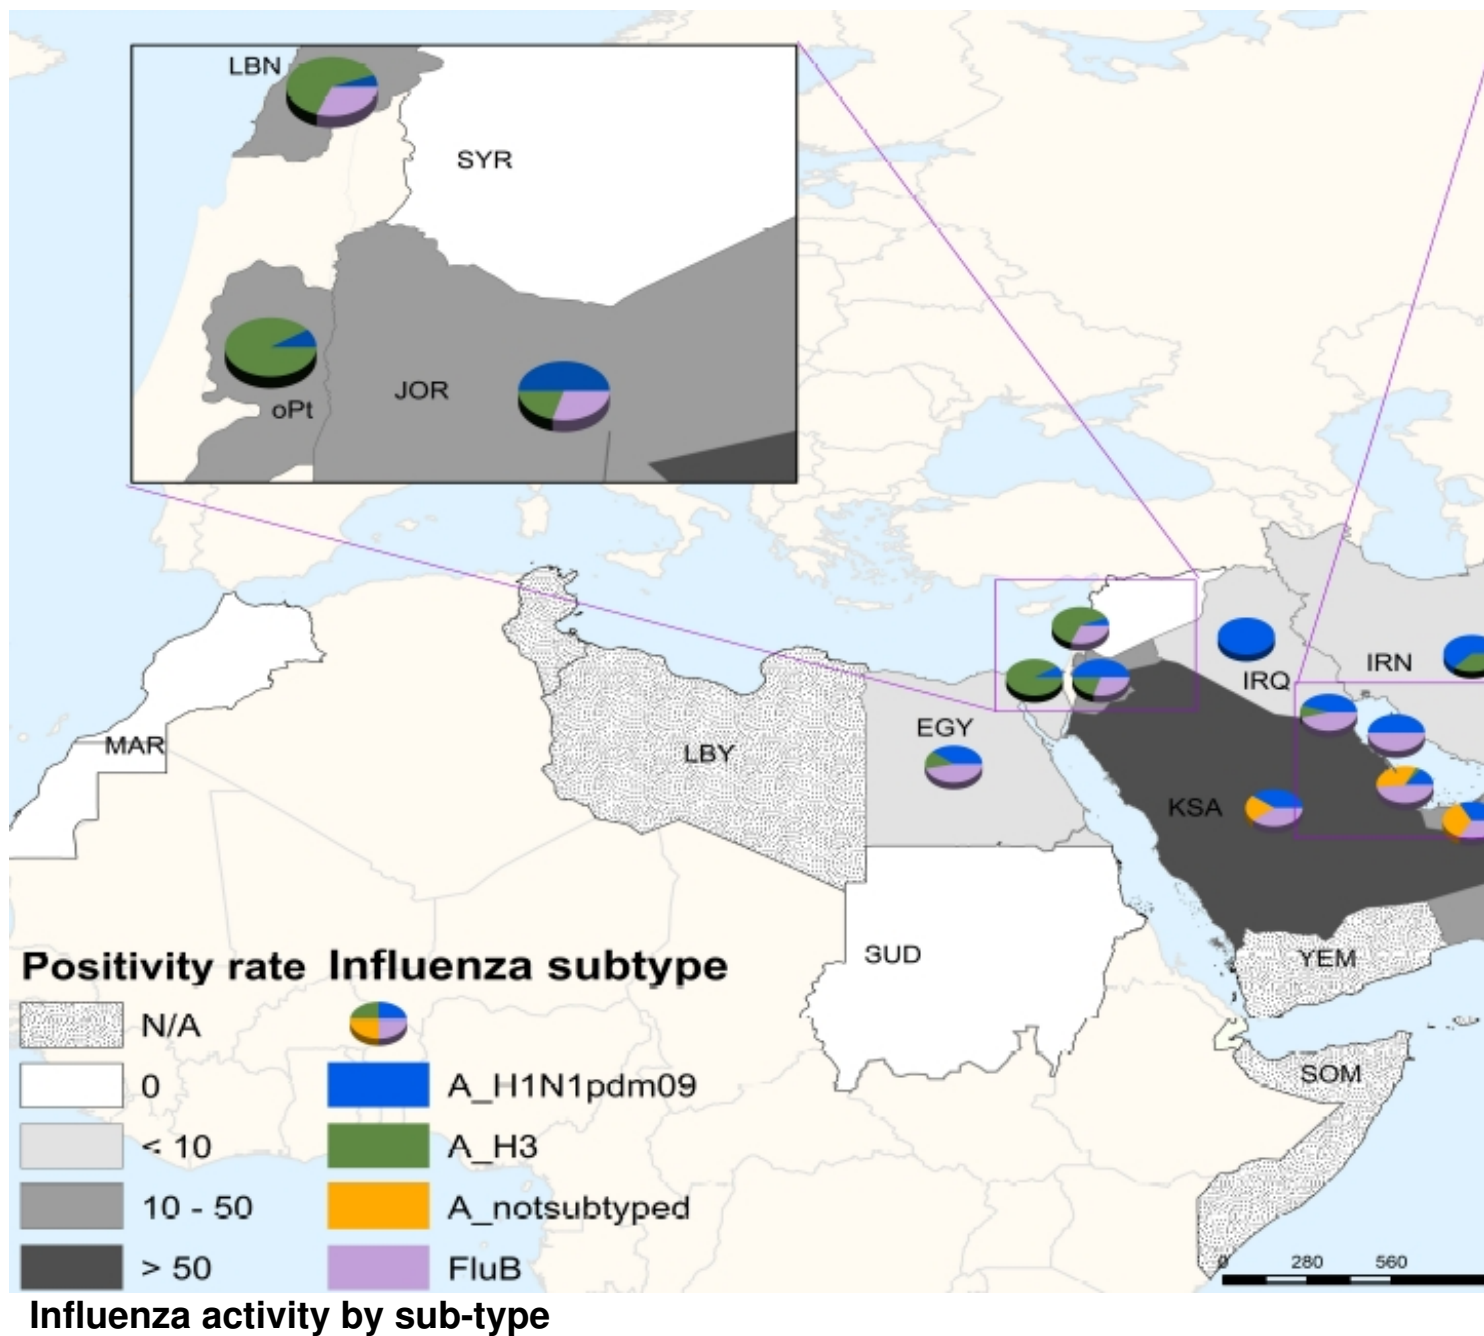 LBN
SYR
JOR
oPt
IRN
IRQ
MAR
LBY
EGY
KSA
SUD
YEM
SOM
Positivity rate
N/A
0
< 10
10 - 50
> 50
Influenza subtype
A_H1N1pdm09
A_H3
A_notsubtyped
FluB
0 280 560
Influenza activity by sub-type